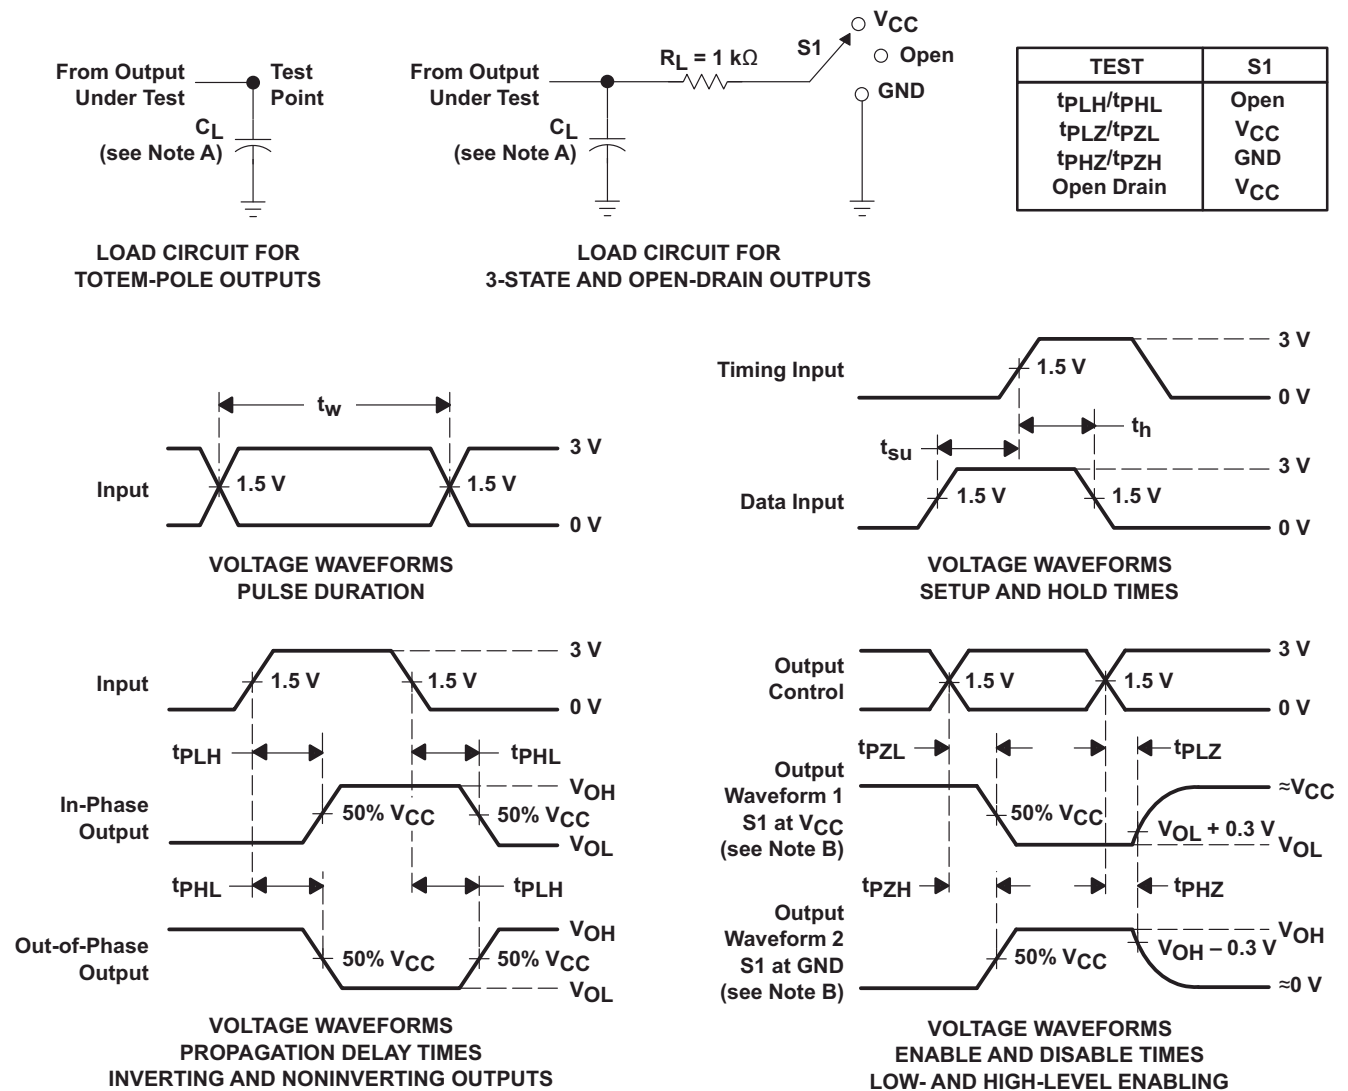 From Output
Under Test
Test
Point
CL
(see Note A)
LOAD CIRCUIT FOR
TOTEM-POLE OUTPUTS
From Output
Under Test
CL
(see Note A)
RL = 1 kΩ
S1
VCC
Open
GND
LOAD CIRCUIT FOR
3-STATE AND OPEN-DRAIN OUTPUTS
TEST S1
tPLH/tPHL Open
tPLZ/tPZL VCC
tPHZ/tPZH GND
Open Drain VCC
tw
Input
1.5 V
1.5 V
3 V
0 V
VOLTAGE WAVEFORMS
PULSE DURATION
Timing Input
1.5 V
3 V
0 V
tsu
th
Data Input
1.5 V
1.5 V
3 V
0 V
VOLTAGE WAVEFORMS
SETUP AND HOLD TIMES
Input
1.5 V
1.5 V
3 V
0 V
tPLH
tPHL
In-Phase
Output
50% VCC
50% VCC
VOH
VOL
tPHL
tPLH
Out-of-Phase
Output
50% VCC
50% VCC
VOH
VOL
VOLTAGE WAVEFORMS
PROPAGATION DELAY TIMES
INVERTING AND NONINVERTING OUTPUTS
Output
Control
1.5 V
1.5 V
3 V
0 V
tPZL
tPLZ
Output
Waveform 1
S1 at VCC
(see Note B)
50% VCC
≈VCC
VOL + 0.3 V
VOL
tPZH
tPHZ
Output
Waveform 2
S1 at GND
(see Note B)
50% VCC
VOH
VOH – 0.3 V
≈0 V
VOLTAGE WAVEFORMS
ENABLE AND DISABLE TIMES
LOW- AND HIGH-LEVEL ENABLING